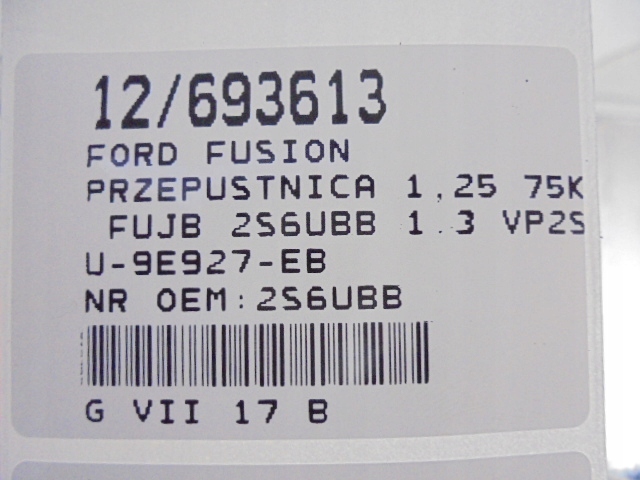 12/693613
FORD FUSION
PRZEPUSTNICA 1,25 75K
FUJB 2S6UBB 1.3 VP2S
U-9E927-EB
NR OEM:2S6UBB
G VII 17 B